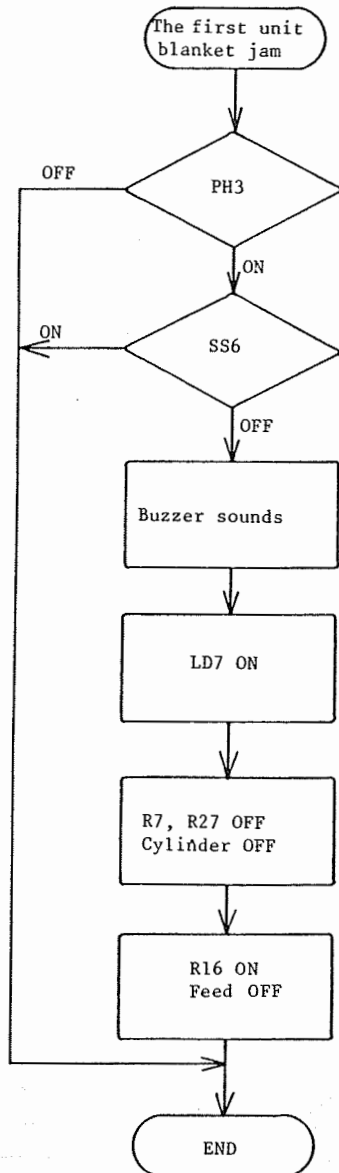 The first unit
blanket jam
PH3
OFF
ON
SS6
ON
OFF
Buzzer sounds
LD7 ON
R7, R27 OFF
Cylinder OFF
R16 ON
Feed OFF
END